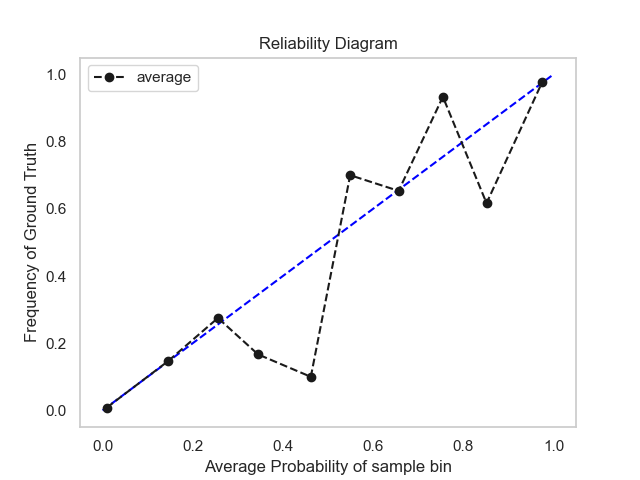 Reliability Diagram
average
Frequency of Ground Truth
1.0
0.8
0.6
0.4
0.2
0.0
0.0 0.2 0.4 0.6 0.8 1.0
Average Probability of sample bin